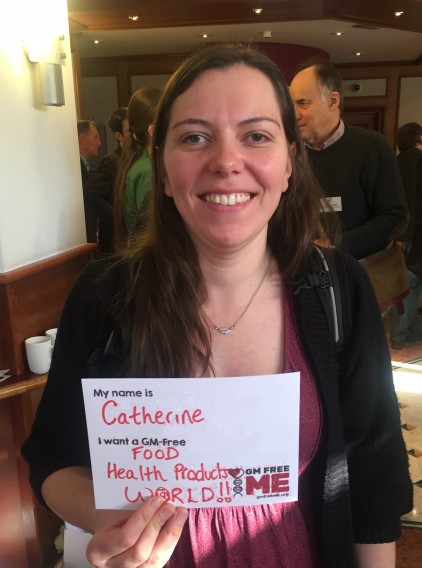 My name is
Catherine
I want a GM-Free
FOOD
Health Products
WORLD!!
GM FREE
ME